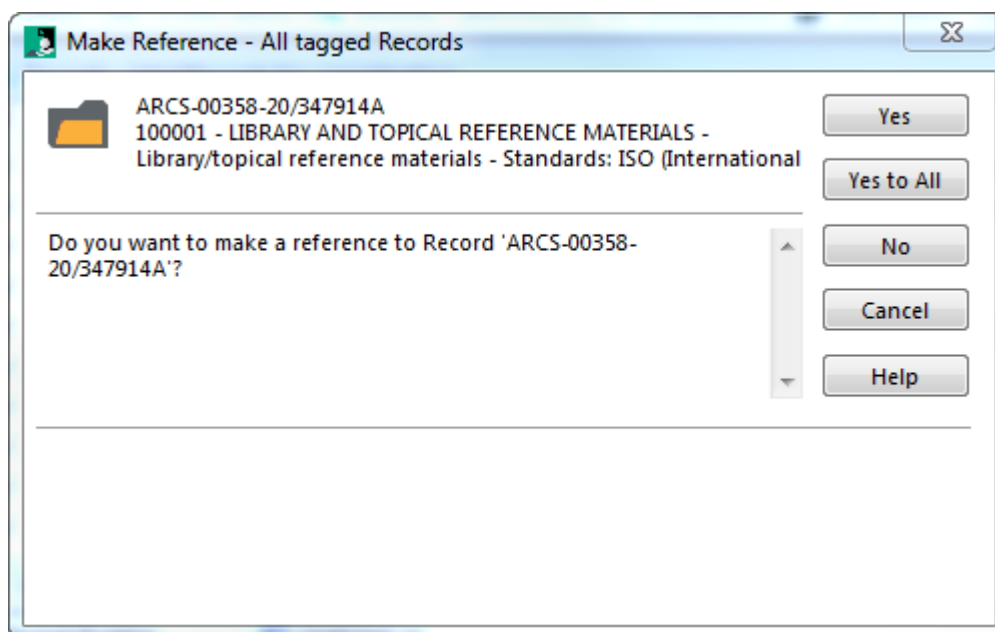 Make Reference - All tagged Records
ARCS-00358-20/347914A
100001 - LIBRARY AND TOPICAL REFERENCE MATERIALS -
Library/topical reference materials - Standards: ISO (International
Do you want to make a reference to Record 'ARCS-00358-
20/347914A'?
Yes
Yes to All
No
Cancel
Help